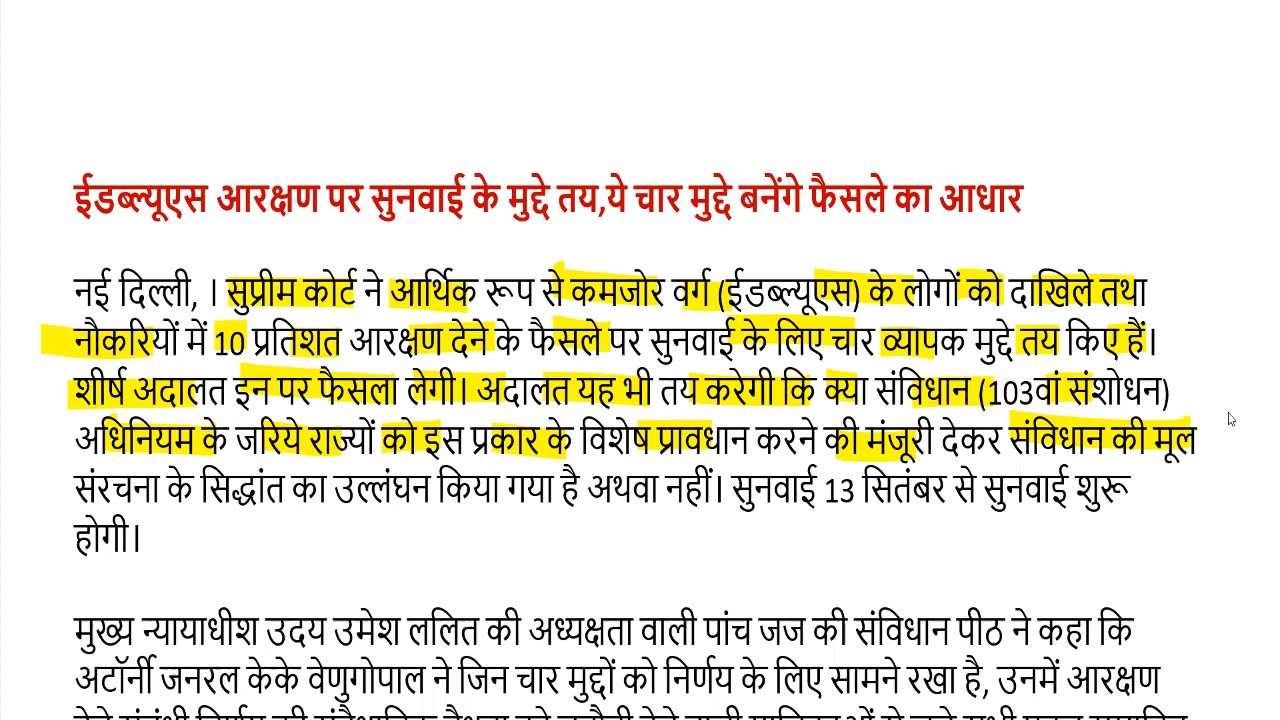 ईडब्ल्यूएस आरक्षण पर सुनवाई के मुद्दे तय,ये चार मुद्दे बनेंगे फैसले का आधार
नई दिल्ली, । सुप्रीम कोर्ट ने आर्थिक रूप से कमजोर वर्ग (ईडब्ल्यूएस) के लोगों को दाखिले तथा
नौकरियों में 10 प्रतिशत आरक्षण देने के फैसले पर सुनवाई के लिए चार व्यापक मुद्दे तय किए हैं।
शीर्ष अदालत इन पर फैसला लेगी। अदालत यह भी तय करेगी कि क्या संविधान (103वां संशोधन)
अधिनियम के जरिये राज्यों को इस प्रकार के विशेष प्रावधान करने की मंजूरी देकर संविधान की मूल
संरचना के सिद्धांत का उल्लंघन किया गया है अथवा नहीं। सुनवाई 13 सितंबर से सुनवाई शुरू
होगी।
मुख्य न्यायाधीश उदय उमेश ललित की अध्यक्षता वाली पांच जज की संविधान पीठ ने कहा कि
अटॉर्नी जनरल केके वेणुगोपाल ने जिन चार मुद्दों को निर्णय के लिए सामने रखा है, उनमें आरक्षण